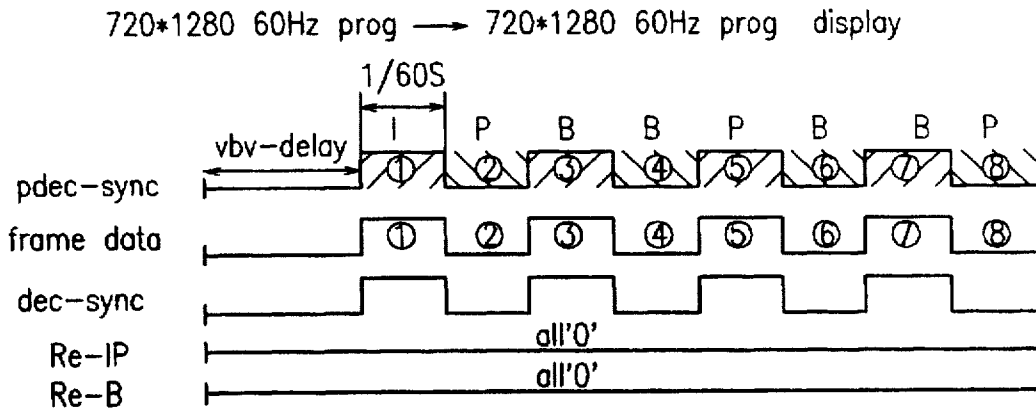 720*1280 60Hz prog → 720*1280 60Hz prog display
1/60S
vbv-delay
I P B B P B B P
pdec-sync ① ② ③ ④ ⑤ ⑥ ⑦ ⑧
frame data ① ② ③ ④ ⑤ ⑥ ⑦ ⑧
dec-sync
Re-IP all'0'
Re-B all'0'